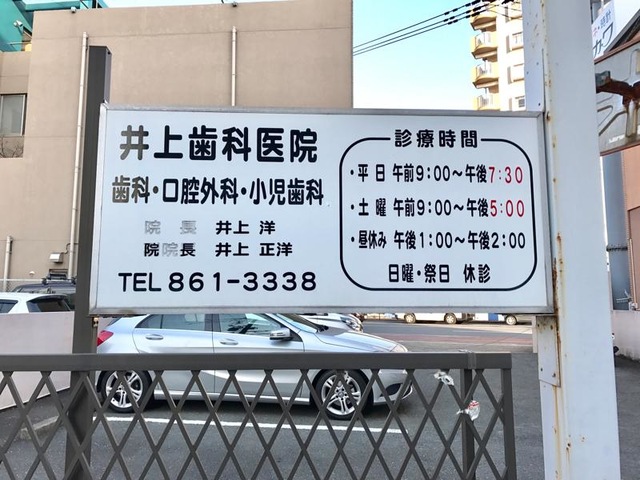 井上歯科医院
歯科・口腔外科・小児歯科
院 長 井上 洋
院院長 井上 正洋
TEL 861-3338
診療時間
・平 日 午前9:00〜午後7:30
・土 曜 午前9:00〜午後5:00
・昼休み 午後1:00〜午後2:00
日曜・祭日 休診